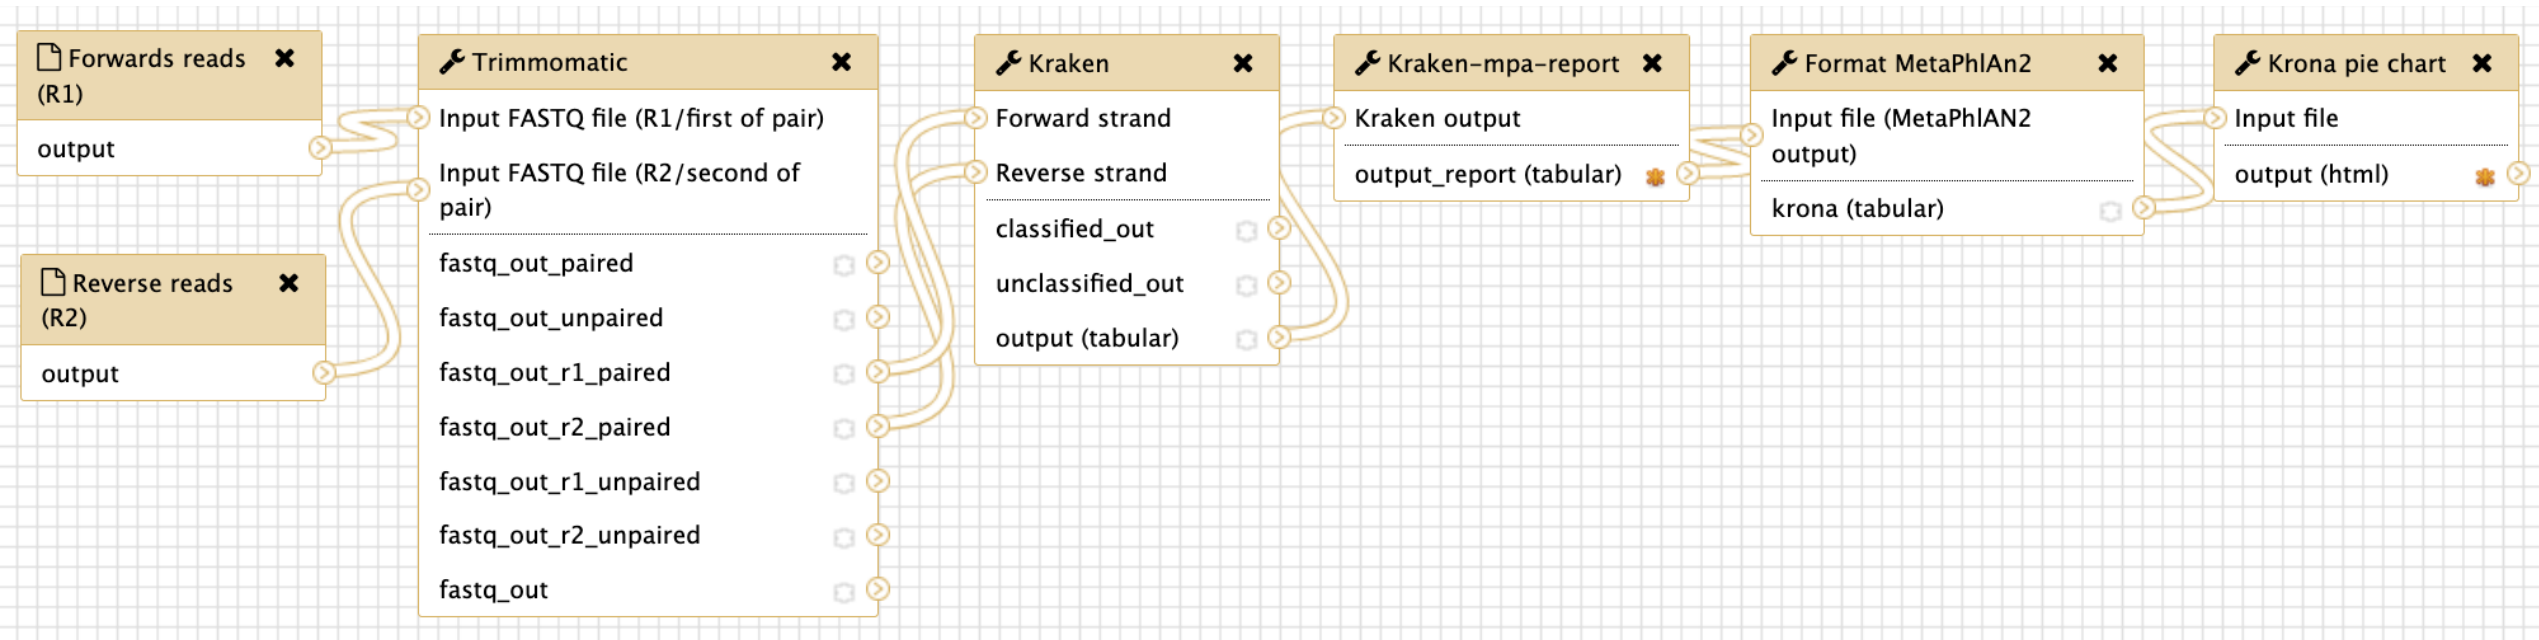 Forwards reads
(R1)
output
Reverse reads
(R2)
output
Trimmomatic
Input FASTQ file (R1/first of pair)
Input FASTQ file (R2/second of
pair)
fastq_out_paired
fastq_out_unpaired
fastq_out_r1_paired
fastq_out_r2_paired
fastq_out_r1_unpaired
fastq_out_r2_unpaired
fastq_out
Kraken
Forward strand
Reverse strand
classified_out
unclassified_out
output (tabular)
Kraken-mpa-report
Kraken output
output_report (tabular)
Format MetaPhlAn2
Input file (MetaPhlAN2
output)
krona (tabular)
Krona pie chart
Input file
output (html)